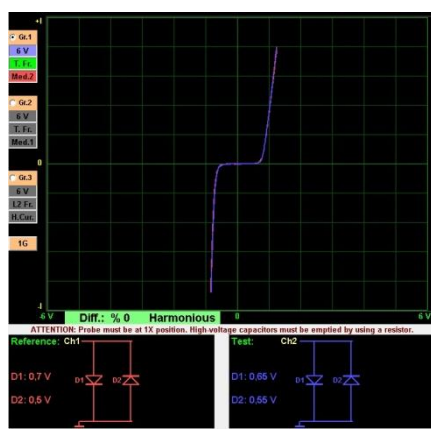 +I
Gr.1
6 V
T. Fr.
Med.2
Gr.2
6 V
T. Fr.
Med.1
0
Gr.3
6 V
L2 Fr.
H.Cur.
1G
-I
-6 V
Diff.: % 0 Harmonious
0
6 V
ATTENTION: Probe must be at 1X position. High-voltage capacitors must be emptied by using a resistor.
Reference: Ch1
D1: 0,7 V
D1
D2
D2: 0,5 V
Test: Ch2
D1: 0,65 V
D1
D2
D2: 0,55 V